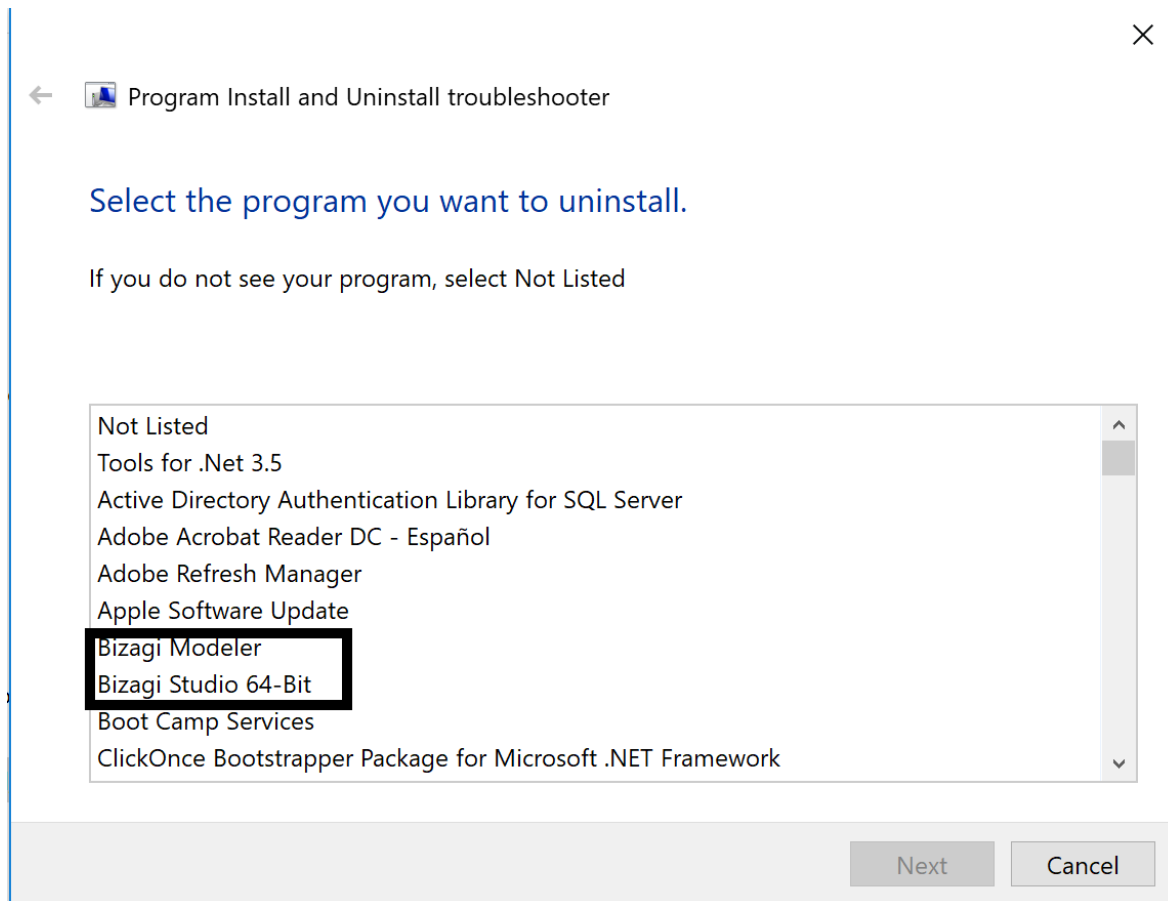 Program Install and Uninstall troubleshooter
Select the program you want to uninstall.
If you do not see your program, select Not Listed
Not Listed
Tools for .Net 3.5
Active Directory Authentication Library for SQL Server
Adobe Acrobat Reader DC - Español
Adobe Refresh Manager
Apple Software Update
Bizagi Modeler
Bizagi Studio 64-Bit
Boot Camp Services
ClickOnce Bootstrapper Package for Microsoft .NET Framework
Next
Cancel